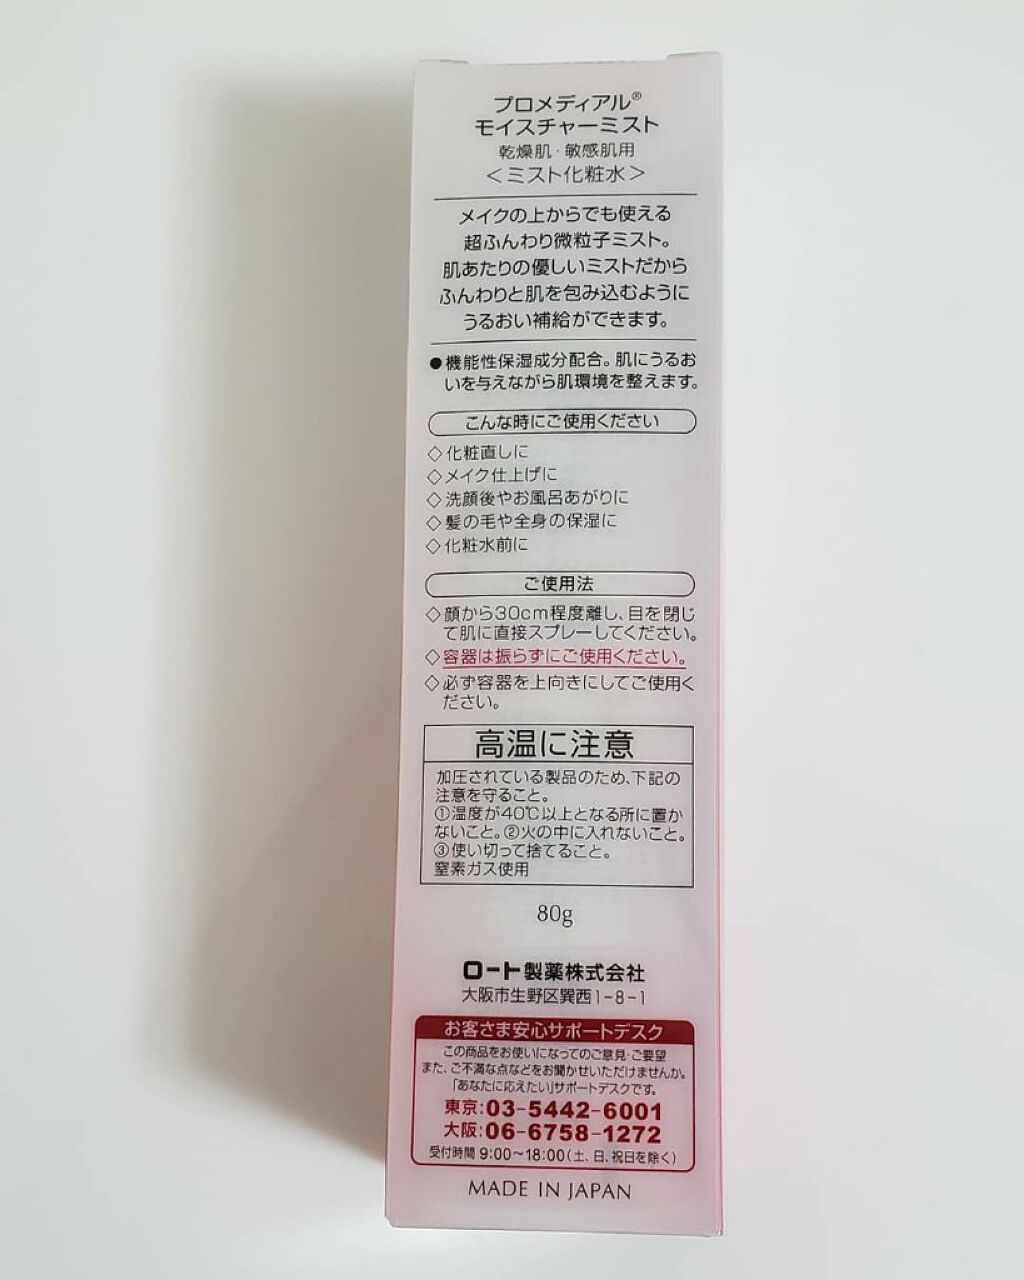 プロメディアル®
モイスチャーミスト
乾燥肌・敏感肌用
＜ミスト化粧水＞
メイクの上からでも使える
超ふんわり微粒子ミスト。
肌あたりの優しいミストだから
ふんわりと肌を包み込むように
うるおい補給ができます。
●機能性保湿成分配合。肌にうるお
いを与えながら肌環境を整えます。
こんな時にご使用ください
◇化粧直しに
◇メイク仕上げに
◇洗顔後やお風呂あがりに
◇髪の毛や全身の保湿に
◇化粧水前に
ご使用法
◇顔から30cm程度離し、目を閉じ
て肌に直接スプレーしてください。
◇容器は振らずにご使用ください。
◇必ず容器を上向きにしてご使用く
ださい。
高温に注意
加圧されている製品のため、下記の
注意を守ること。
①温度が40℃以上となる所に置か
ないこと。②火の中に入れないこと。
③使い切って捨てること。
窒素ガス使用
80g
ロート製薬株式会社
大阪市生野区巽西1-8-1
お客さま安心サポートデスク
この商品をお使いになってのご意見・ご要望
また、ご不満な点などをお聞かせいただけませんか。
「あなたに応えたい」サポートデスクです。
東京:03-5442-6001
大阪:06-6758-1272
受付時間 9:00〜18:00(土、日、祝日を除く)
MADE IN JAPAN